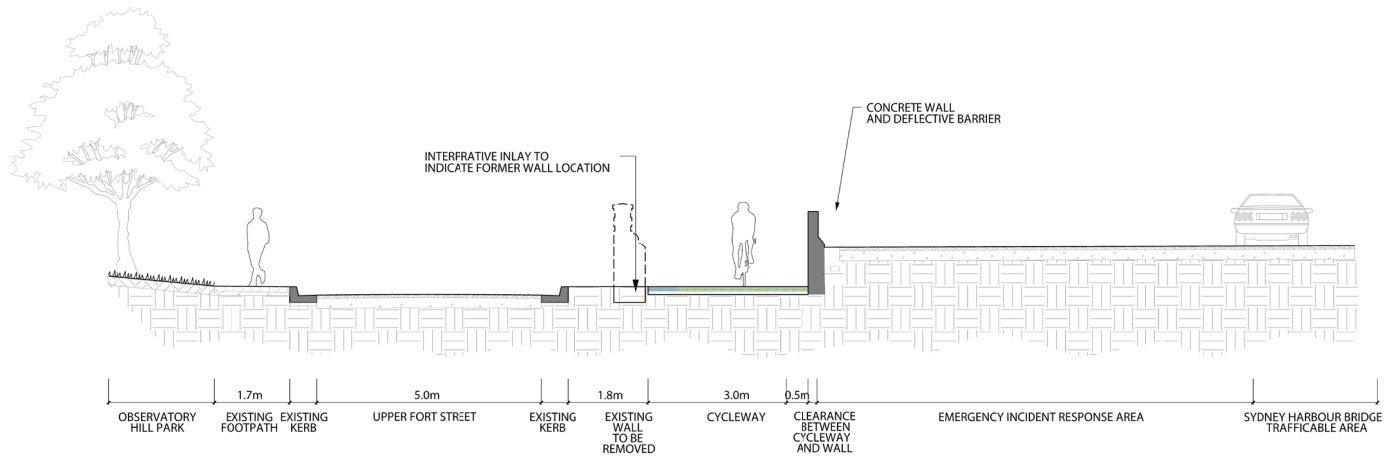 CONCRETE WALL
AND DEFLECTIVE BARRIER
INTERPRATIVE INLAY TO
INDICATE FORMER WALL LOCATION
1.7m
5.0m
1.8m
3.0m
0.5m
OBSERVATORY
HILL PARK
EXISTING
FOOTPATH
EXISTING
KERB
UPPER FORT STREET
EXISTING
KERB
EXISTING
WALL
TO BE
REMOVED
CYCLEWAY
CLEARANCE
BETWEEN
CYCLEWAY
AND WALL
EMERGENCY INCIDENT RESPONSE AREA
SYDNEY HARBOUR BRIDGE
TRAFFICABLE AREA